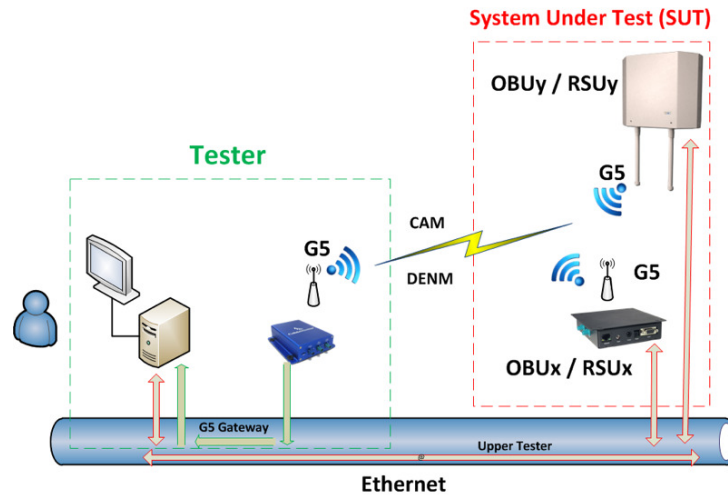 System Under Test (SUT)
OBUy / RSUy
Tester
G5
CAM
G5
DENM
G5
OBUx / RSUx
G5 Gateway
Upper Tester
Ethernet